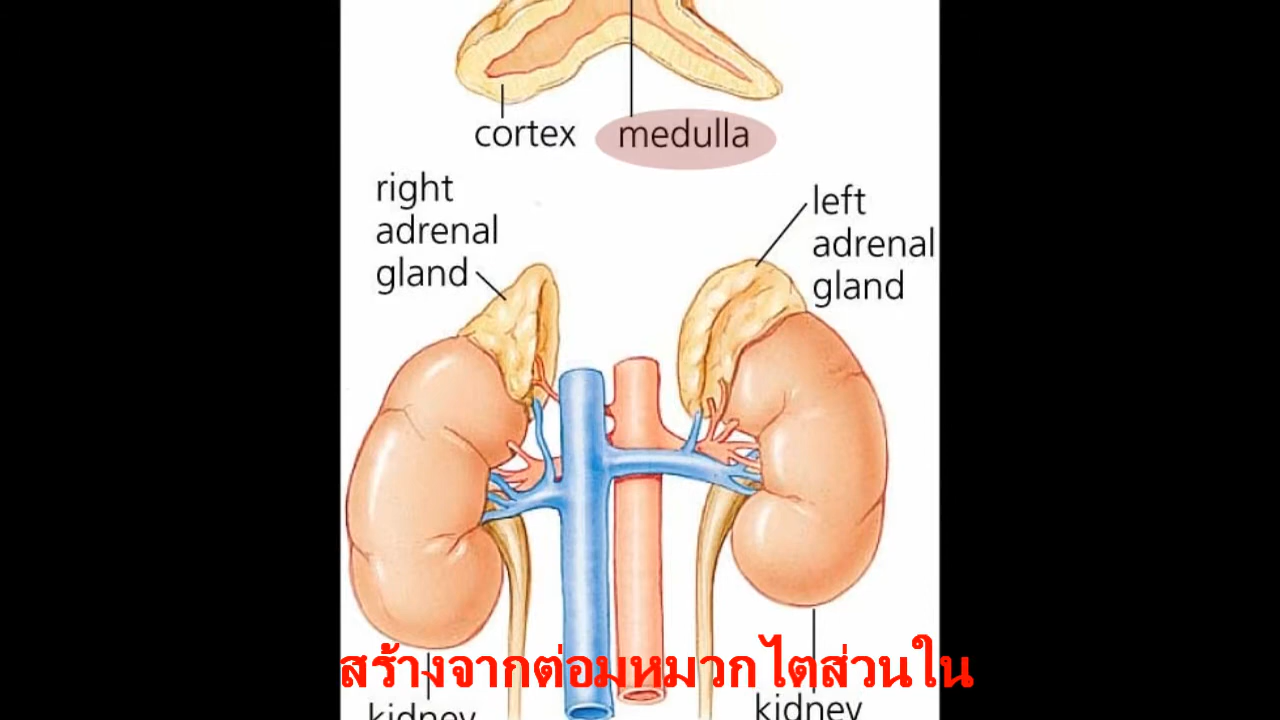 cortex medulla
right
adrenal
gland
left
adrenal
gland
สร้างจากต่อมหมวกไตส่วนใน
kidney
kidney